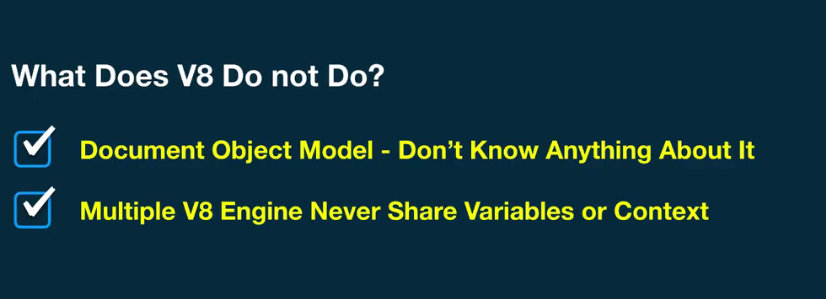 What Does V8 Do not Do?
Document Object Model - Don't Know Anything About It
Multiple V8 Engine Never Share Variables or Context